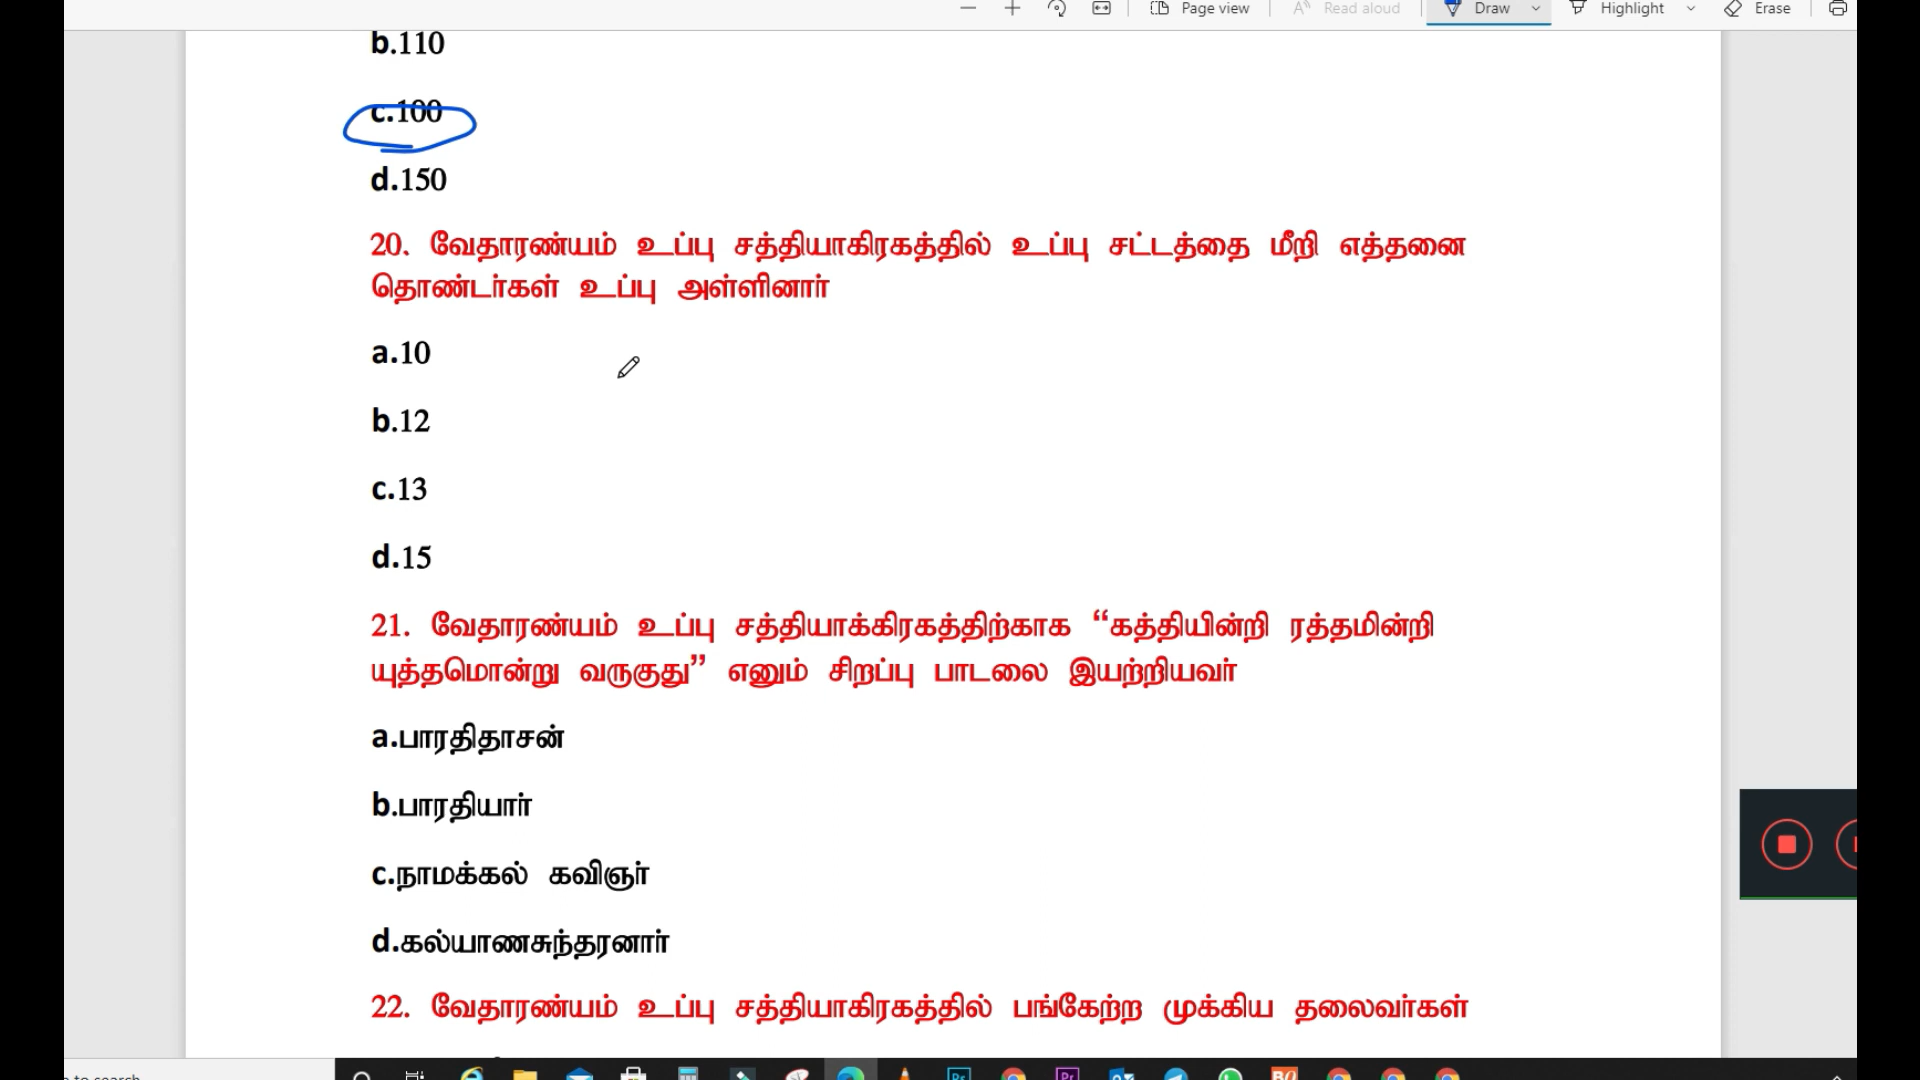 Page view
Read aloud
Draw
Highlight
Erase
b.110
c.100
d.150
20. வேதாரண்யம் உப்பு சத்தியாகிரகத்தில் உப்பு சட்டத்தை மீறி எத்தனை
தொண்டர்கள் உப்பு அள்ளினார்
a.10
b.12
c.13
d.15
21. வேதாரண்யம் உப்பு சத்தியாக்கிரகத்திற்காக “கத்தியின்றி ரத்தமின்றி
யுத்தமொன்று வருகுது” எனும் சிறப்பு பாடலை இயற்றியவர்
a.பாரதிதாசன்
b.பாரதியார்
c.நாமக்கல் கவிஞர்
d.கல்யாணசுந்தரனார்
22. வேதாரண்யம் உப்பு சத்தியாகிரகத்தில் பங்கேற்ற முக்கிய தலைவர்கள்
to search